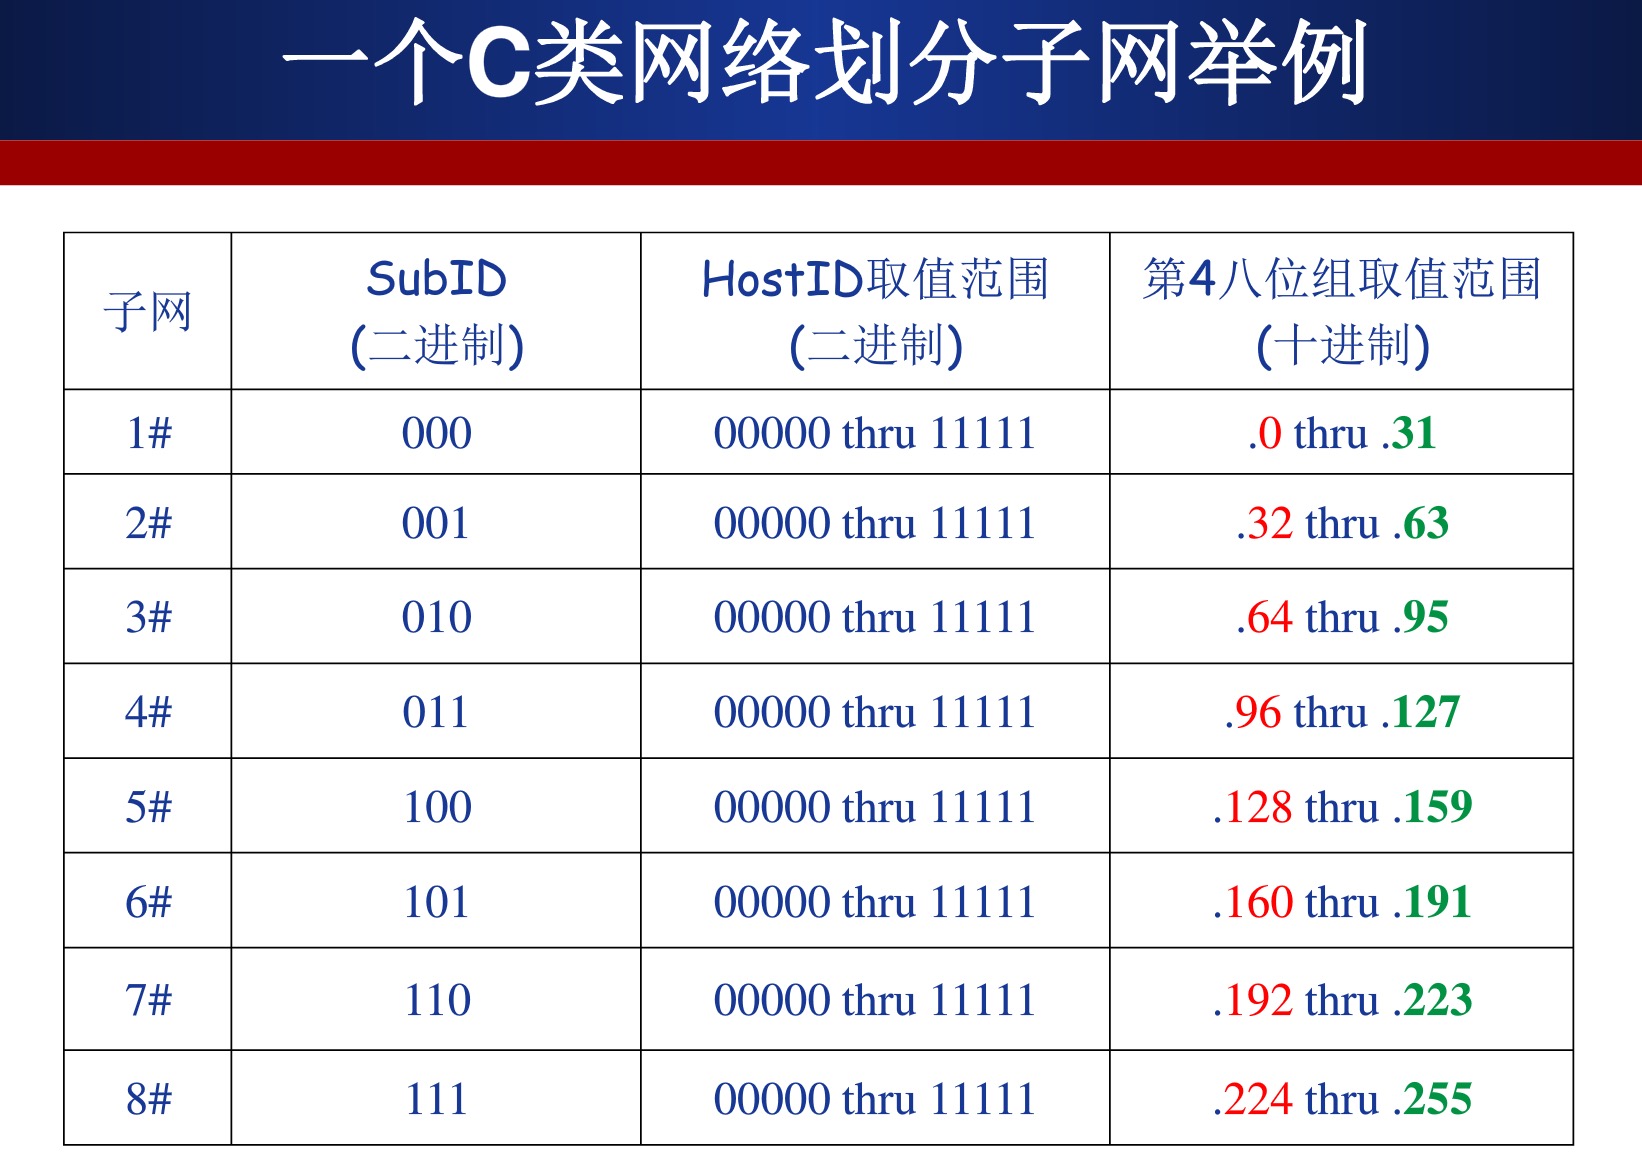 一个C类网络划分子网举例
子网 SubID (二进制) HostID取值范围 (二进制) 第4八位组取值范围 (十进制)
1# 000 00000 thru 11111 .0 thru .31
2# 001 00000 thru 11111 .32 thru .63
3# 010 00000 thru 11111 .64 thru .95
4# 011 00000 thru 11111 .96 thru .127
5# 100 00000 thru 11111 .128 thru .159
6# 101 00000 thru 11111 .160 thru .191
7# 110 00000 thru 11111 .192 thru .223
8# 111 00000 thru 11111 .224 thru .255